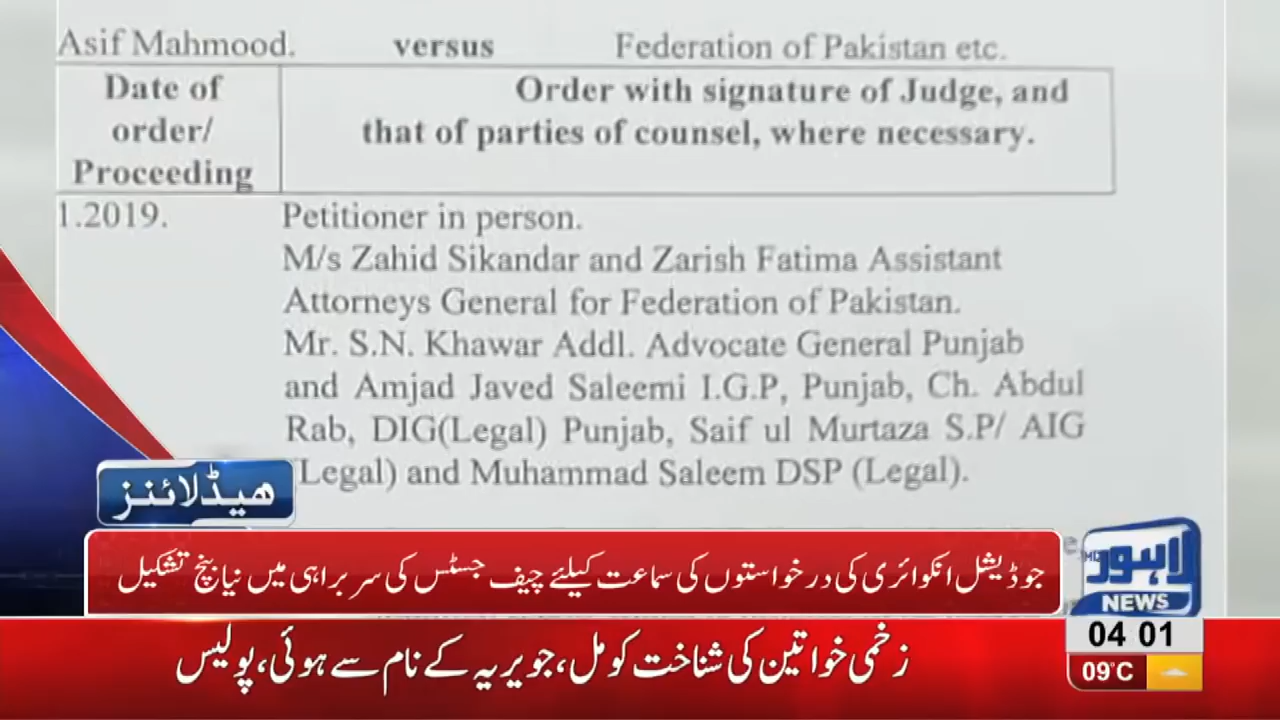 Asif Mahmood. versus Federation of Pakistan etc.
Date of order/ Proceeding
Order with signature of Judge, and
that of parties of counsel, where necessary.
1.2019. Petitioner in person.
M/s Zahid Sikandar and Zarish Fatima Assistant
Attorneys General for Federation of Pakistan.
Mr. S.N. Khawar Addl. Advocate General Punjab
and Amjad Javed Saleemi I.G.P, Punjab, Ch. Abdul
Rab, DIG(Legal) Punjab, Saif ul Murtaza S.P/ AIG
(Legal) and Muhammad Saleem DSP (Legal).
ھیڈلائنز
جوڈیشل انکوائری کی درخواستوں کی سماعت کیلئے چیف جسٹس کی سربراہی میں نیا بنچ تشکیل
لاہور
NEWS
زخمی خواتین کی شناخت کومل، جویریہ کے نام سے ہوئی، پولیس
04 01
09°C